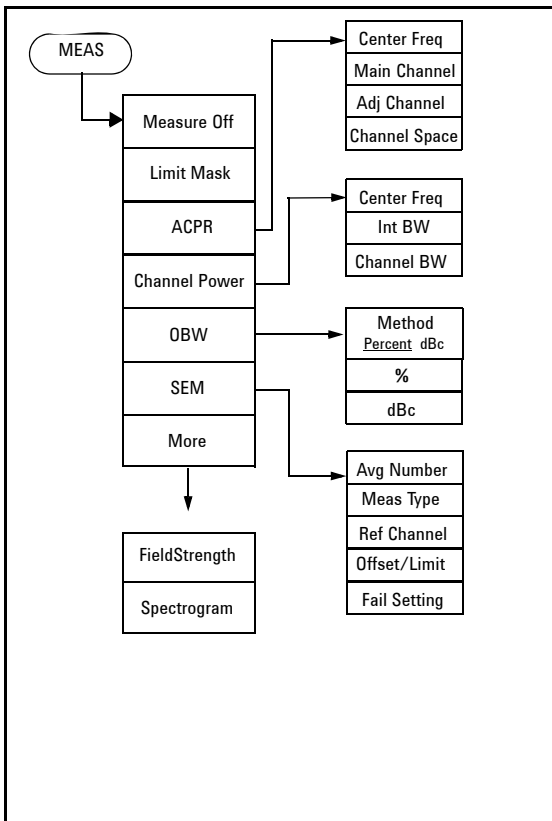 MEAS
Measure Off
Limit Mask
ACPR
Channel Power
OBW
SEM
More
FieldStrength
Spectrogram
Center Freq
Main Channel
Adj Channel
Channel Space
Center Freq
Int BW
Channel BW
Method
Percent dBc
%
dBc
Avg Number
Meas Type
Ref Channel
Offset/Limit
Fail Setting